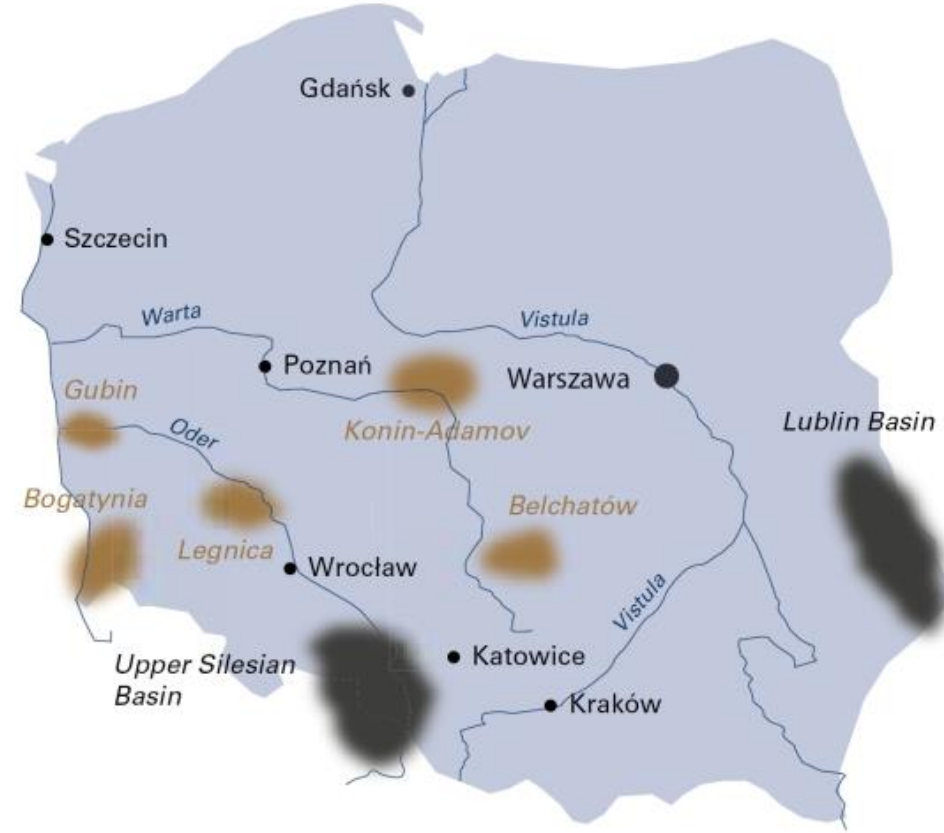 Gdańsk
Szczecin
Warta
Vistula
Poznań
Warszawa
Gubin
Konin-Adamov
Lublin Basin
Oder
Bogatynia
Belchatów
Legnica
Wrocław
Vistula
Upper Silesian
Basin
Katowice
Kraków